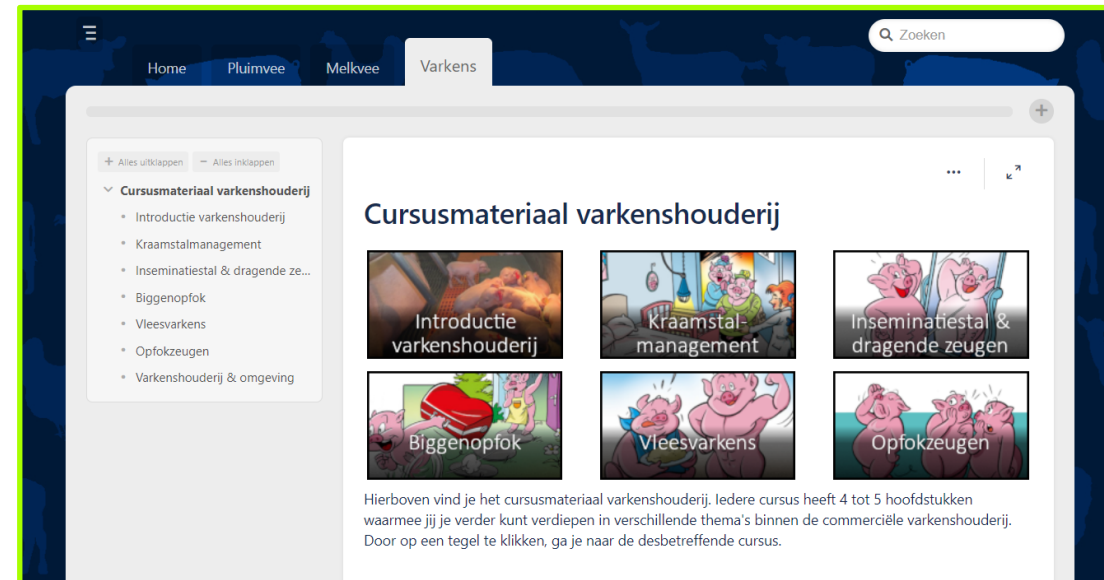 Zoeken
Home Pluimvee Melkvee Varkens
+ Alles uitklappen − Alles inklappen
Cursusmateriaal varkenshouderij
• Introductie varkenshouderij
• Kraamstalmanagement
• Inseminatiestal & dragende ze...
• Biggenopfok
• Vleesvarkens
• Opfokzeugen
• Varkenshouderij & omgeving
Cursusmateriaal varkenshouderij
Introductie
varkenshouderij
Kraamstal-
management
Inseminatiestal &
dragende zeugen
Biggenopfok
Vleesvarkens
Opfokzeugen
Hierboven vind je het cursusmateriaal varkenshouderij. Iedere cursus heeft 4 tot 5 hoofdstukken
waarmee jij je verder kunt verdiepen in verschillende thema's binnen de commerciële varkenshouderij.
Door op een tegel te klikken, ga je naar de desbetreffende cursus.